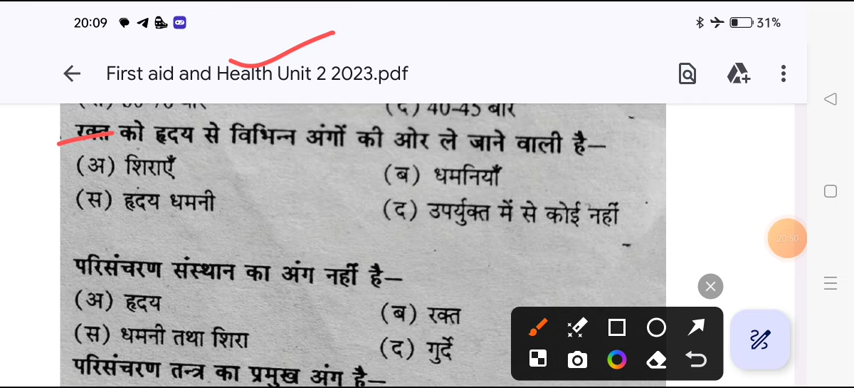 20:09
31%
First aid and Health Unit 2 2023.pdf
(द) 40-45 बार
रक्त को हृदय से विभिन्न अंगों की ओर ले जाने वाली है—
(अ) शिराएँ (ब) धमनियाँ
(स) हृदय धमनी (द) उपर्युक्त में से कोई नहीं
परिसंचरण संस्थान का अंग नहीं है—
(अ) हृदय (ब) रक्त
(स) धमनी तथा शिरा (द) गुर्दे
परिसंचरण तन्त्र का प्रमुख अंग है—